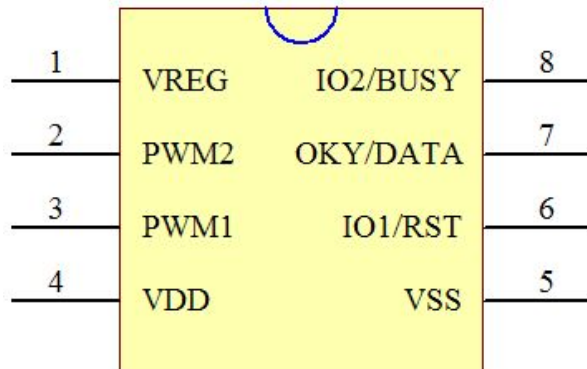 1 VREG IO2/BUSY 8
2 PWM2 OKY/DATA 7
3 PWM1 IO1/RST 6
4 VDD VSS 5